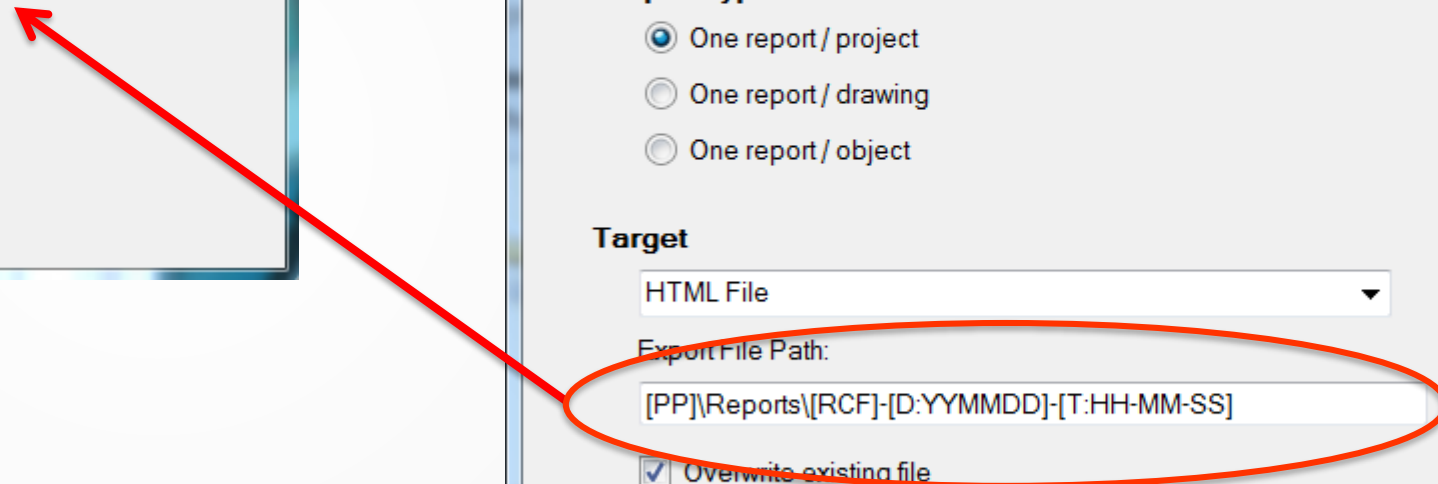 One report / project
One report / drawing
One report / object
Target
HTML File
Export File Path:
[PP]\Reports\[RCF]-[D:YYMMDD]-[T:HH-MM-SS]
Overwrite existing file